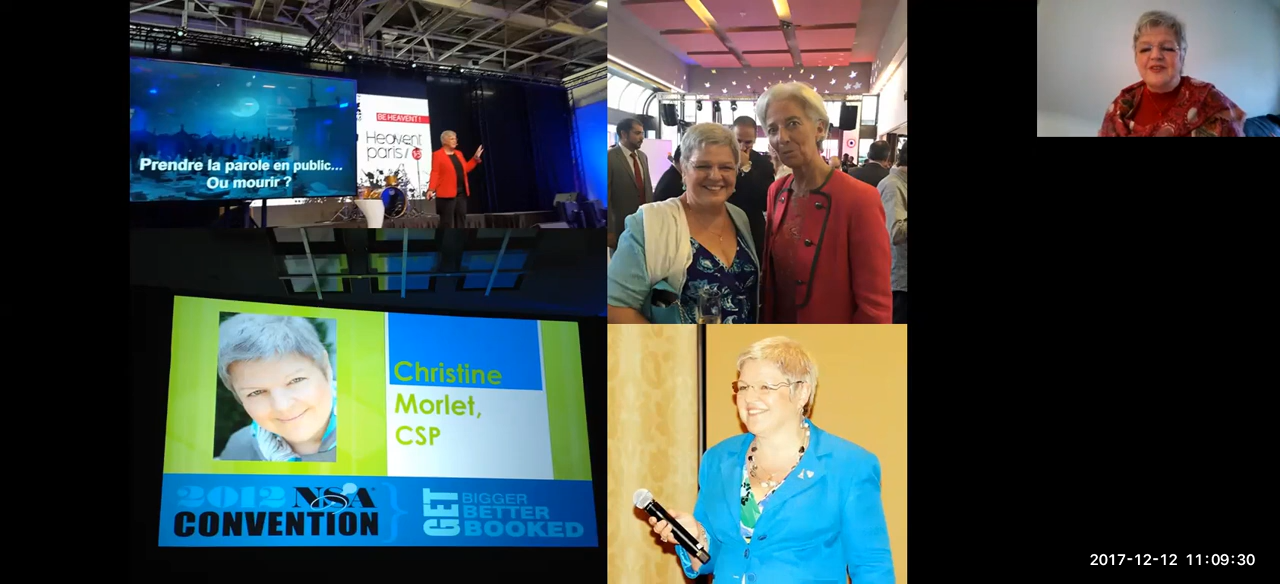 Prendre la parole en public...
Ou mourir ?
BE HEAVENT !
Heavent
paris/
Christine
Morlet,
CSP
2012 NSA
CONVENTION
GET
BIGGER
BETTER
BOOKED
2017-12-12 11:09:30